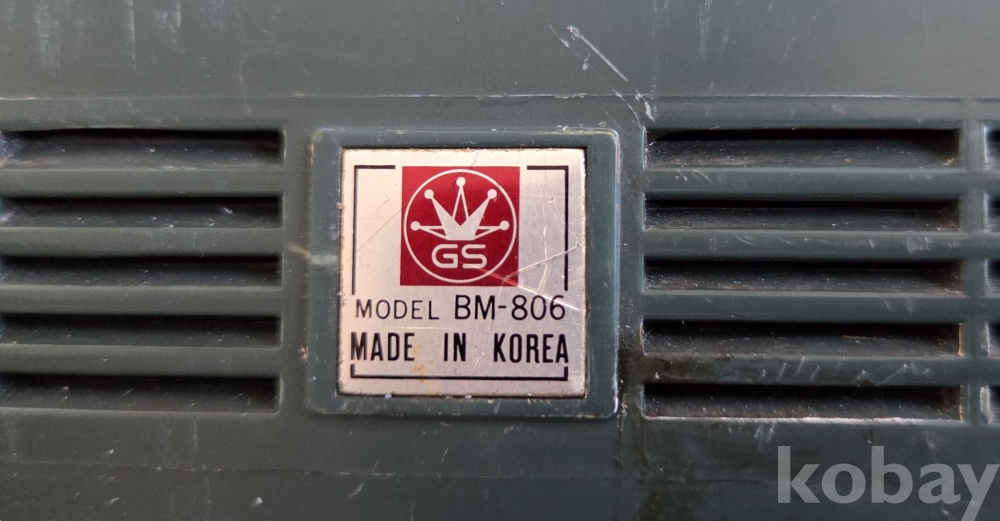 GS
MODEL BM-806
MADE IN KOREA
kobay